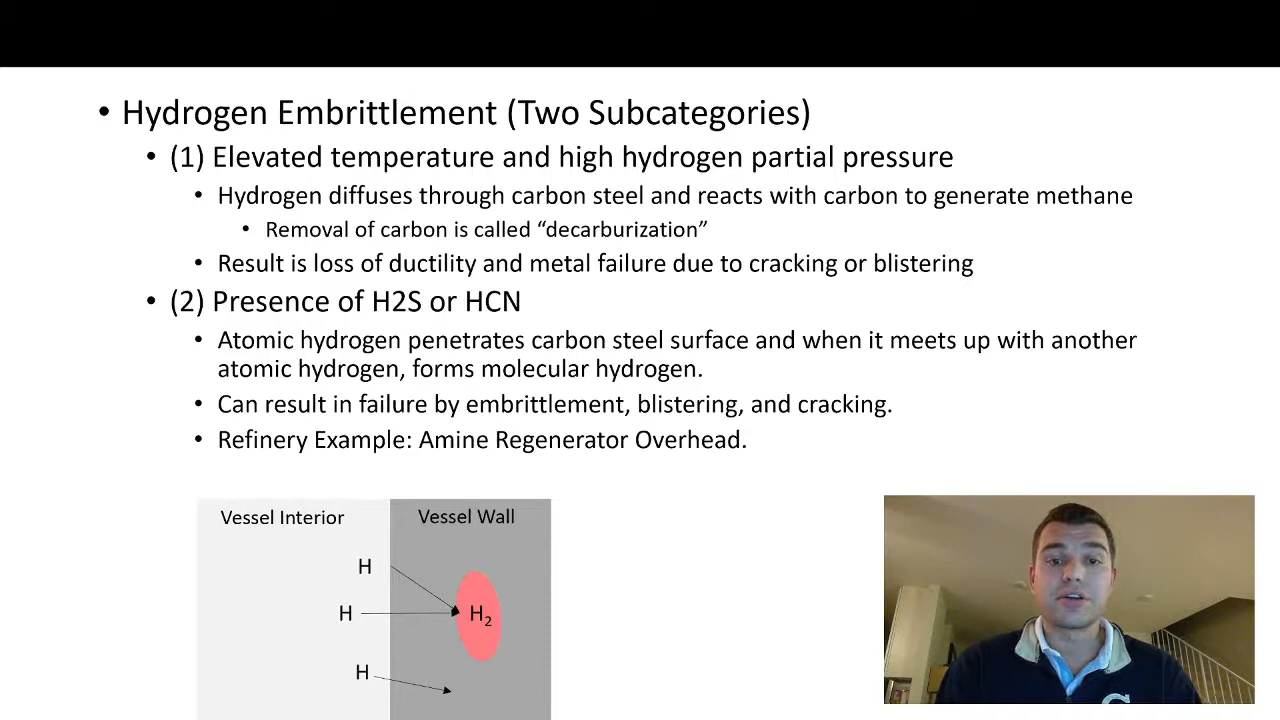 • Hydrogen Embrittlement (Two Subcategories)
• (1) Elevated temperature and high hydrogen partial pressure
• Hydrogen diffuses through carbon steel and reacts with carbon to generate methane
• Removal of carbon is called “decarburization”
• Result is loss of ductility and metal failure due to cracking or blistering
• (2) Presence of H2S or HCN
• Atomic hydrogen penetrates carbon steel surface and when it meets up with another
atomic hydrogen, forms molecular hydrogen.
• Can result in failure by embrittlement, blistering, and cracking.
• Refinery Example: Amine Regenerator Overhead.
Vessel Interior
Vessel Wall
H
H
H₂
H